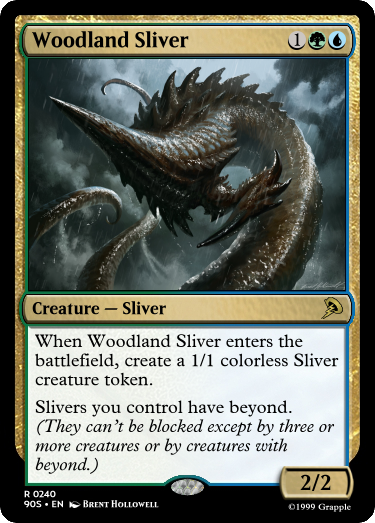 Woodland Sliver 1
Creature — Sliver
When Woodland Sliver enters the
battlefield, create a 1/1 colorless Sliver
creature token.
Slivers you control have beyond.
(They can't be blocked except by three or
more creatures or by creatures with
beyond.)
2/2
R 0240
90S • EN Brent Hollowell
©1999 Grapple